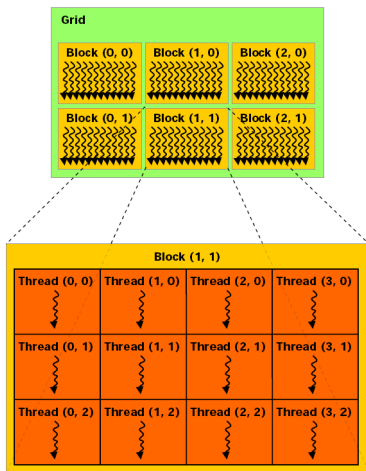 Grid
Block (0, 0) Block (1, 0) Block (2, 0)
Block (0, 1) Block (1, 1) Block (2, 1)
Block (1, 1)
Thread (0, 0) Thread (1, 0) Thread (2, 0) Thread (3, 0)
Thread (0, 1) Thread (1, 1) Thread (2, 1) Thread (3, 1)
Thread (0, 2) Thread (1, 2) Thread (2, 2) Thread (3, 2)